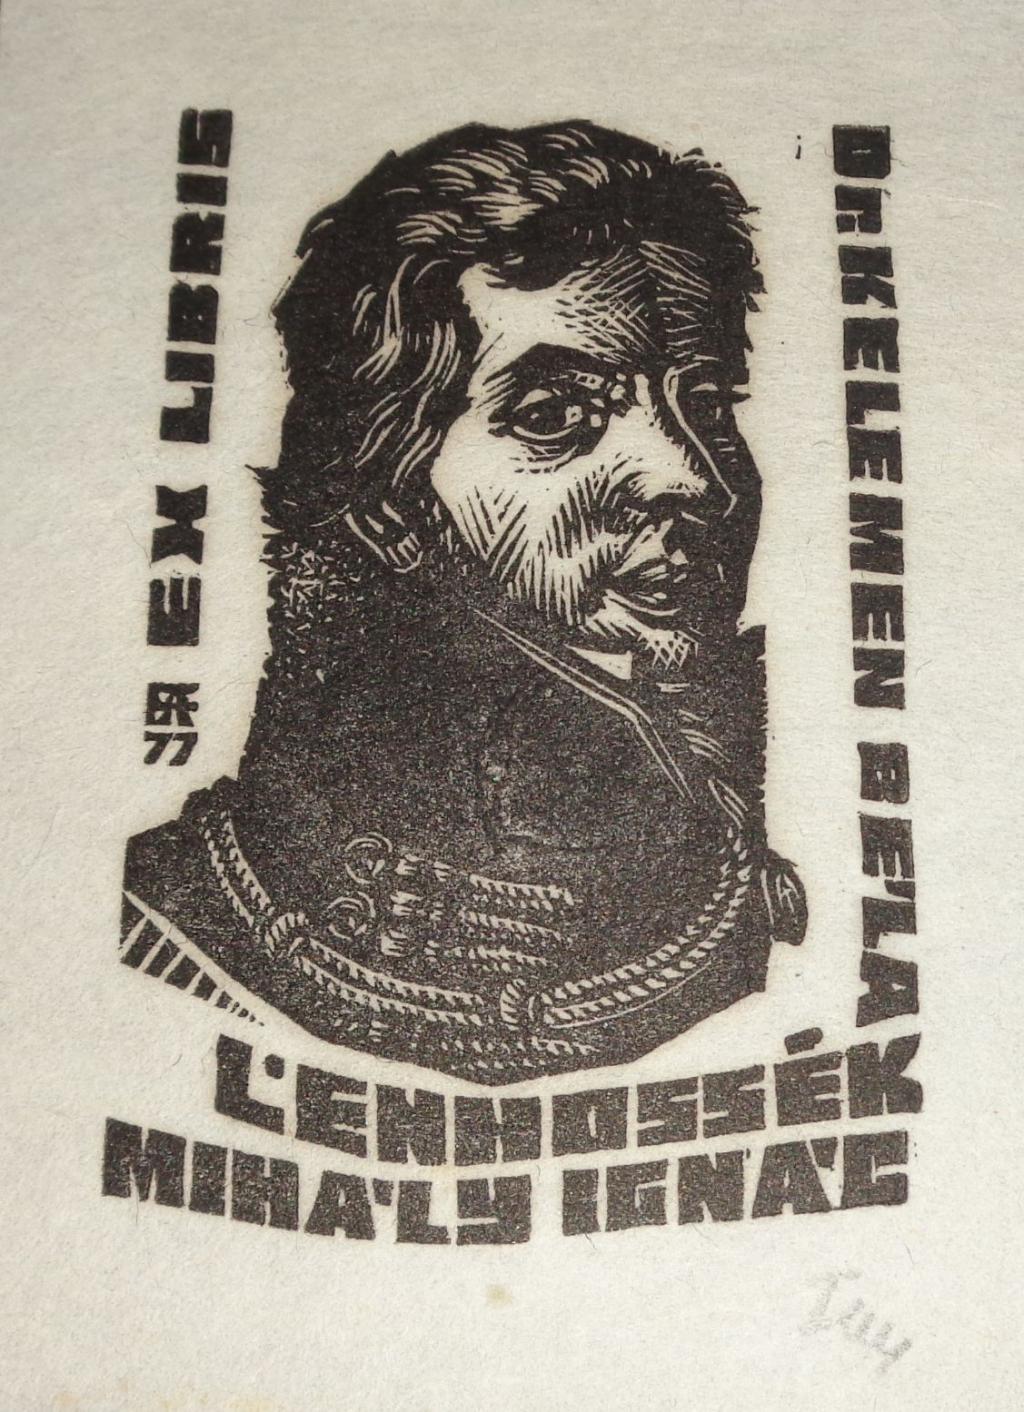 EX LIBRIS
77
Dr KELEMEN BÉLA
LENHOSSÉK
MIHÁLY IGNÁC